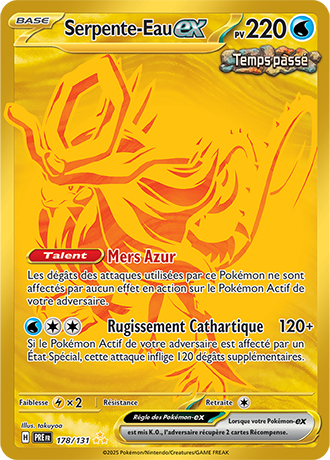 BASE Serpente-Eau ex PV 220
Temps passé
Talent Mers Azur
Les dégâts des attaques utilisées par ce Pokémon ne sont
affectés par aucun effet en action sur le Pokémon Actif de
votre adversaire.
Rugissement Cathartique 120+
Si le Pokémon Actif de votre adversaire est affecté par un
État Spécial, cette attaque inflige 120 dégâts supplémentaires.
Faiblesse ×2 Résistance Retraite
Illus. takuyoa
Règle des Pokémon-ex Lorsque votre Pokémon-ex
est mis K.O., l'adversaire récupère 2 cartes Récompense.
H PRE FR 178/131
©2025 Pokémon/Nintendo/Creatures/GAME FREAK